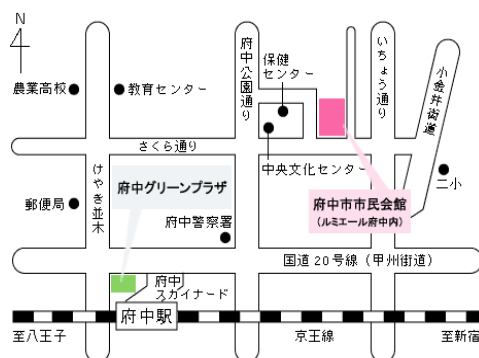 N
農業高校
教育センター
府中公園通り
保健
センター
いちょう通り
小金井街道
さくら通り
中央文化センター
けやき並木
府中グリーンプラザ
郵便局
府中警察署
府中市市民会館
(ルミエール府中内)
二小
国道20号線(甲州街道)
府中
スカイナード
府中駅
至八王子
京王線
至新宿